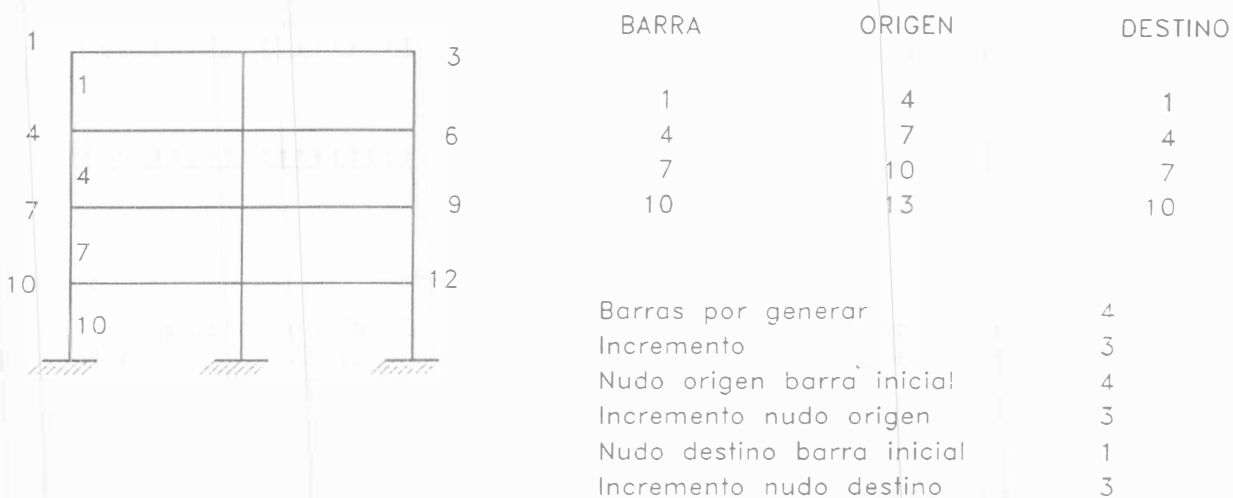 1
3
1
4
6
4
7
9
7
10
12
10
BARRA ORIGEN DESTINO
1 4 1
4 7 4
7 10 7
10 13 10
Barras por generar 4
Incremento 3
Nudo origen barra inicial 4
Incremento nudo origen 3
Nudo destino barra inicial 1
Incremento nudo destino 3